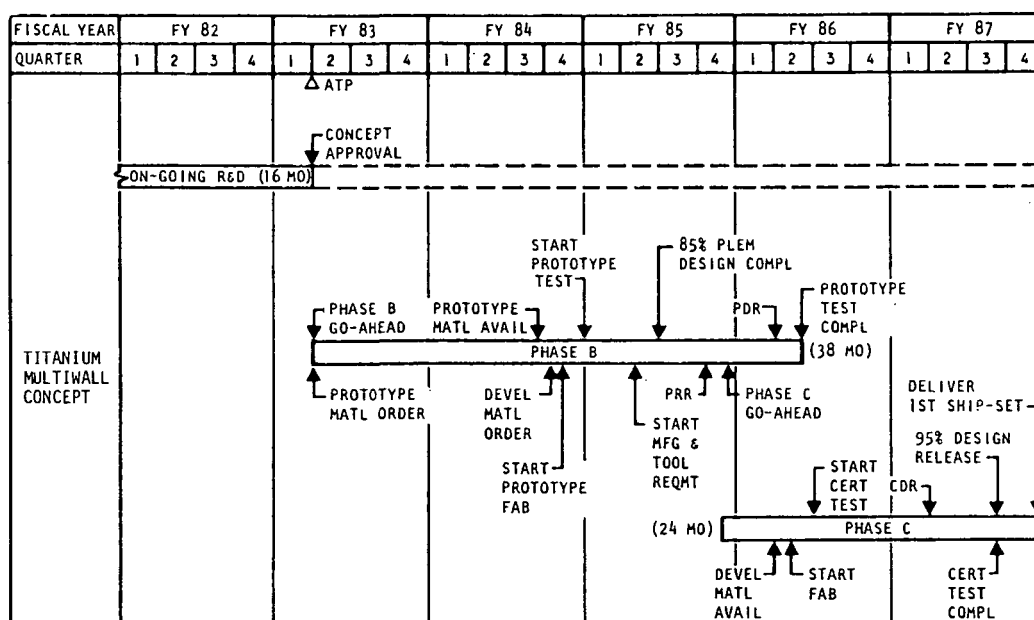 FISCAL YEAR FY 82 FY 83 FY 84 FY 85 FY 86 FY 87
QUARTER 1 2 3 4 1 2 3 4 1 2 3 4 1 2 3 4 1 2 3 4 1 2 3 4
ATP
CONCEPT
APPROVAL
ON-GOING R&D (16 MO)
START
PROTOTYPE
TEST
85% PLEM
DESIGN COMPL
PHASE B
GO-AHEAD
PROTOTYPE
MATL AVAIL
PDR
PROTOTYPE
TEST
COMPL
PHASE B
(38 MO)
TITANIUM
MULTIWALL
CONCEPT
PROTOTYPE
MATL ORDER
DEVEL
MATL
ORDER
START
PROTOTYPE
FAB
START
MFG &
TOOL
REQMT
PRR
PHASE C
GO-AHEAD
DELIVER
1ST SHIP-SET
95% DESIGN
RELEASE
START
CERT
TEST
CDR
(24 MO)
PHASE C
DEVEL
MATL
AVAIL
START
FAB
CERT
TEST
COMPL